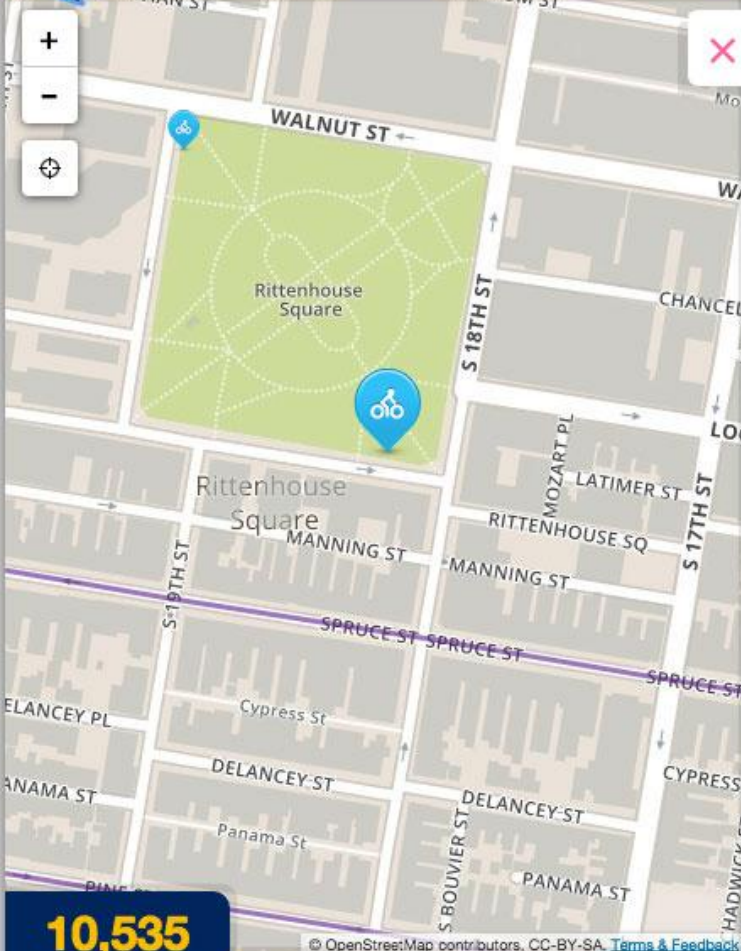 +
WALNUT ST
−
Rittenhouse
Square
CHANCEL
S 18TH ST
MOZART PL
LATIMER ST
S 17TH ST
Rittenhouse
Square
RITTENHOUSE SQ
MANNING ST
MANNING ST
S 19TH ST
SPRUCE ST
SPRUCE ST
SPRUCE ST
ELANCEY PL
Cypress St
DELANCEY ST
CYPRESS
ANAMA ST
DELANCEY ST
Panama St
S BOUVIER ST
PANAMA ST
HADWICK
10,535
© OpenStreetMap contributors, CC-BY-SA, Terms & Feedback